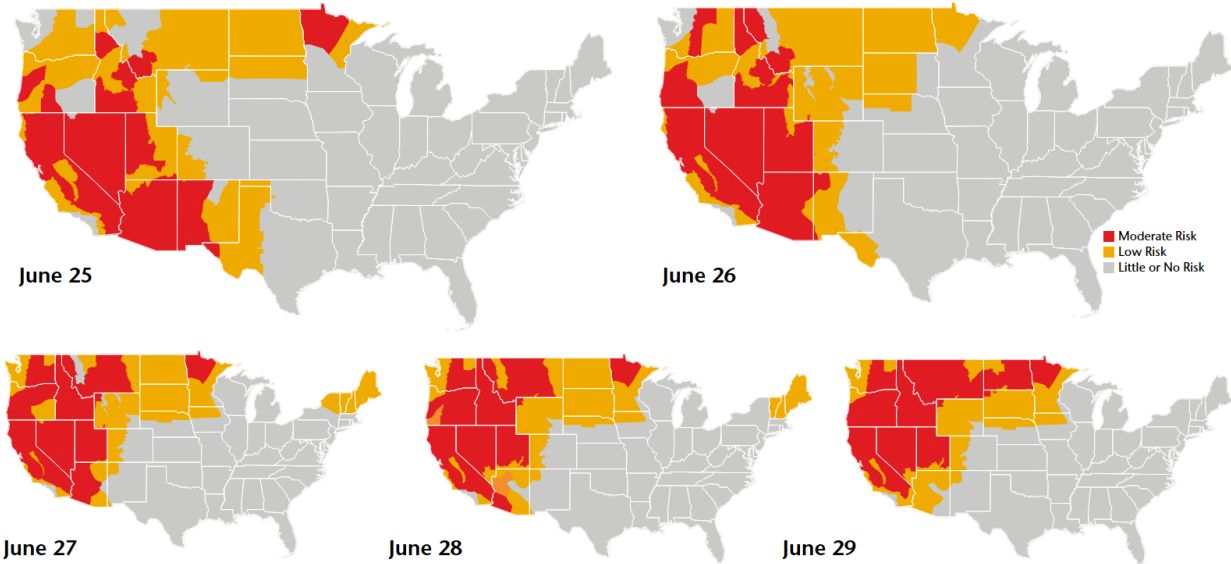 June 25
June 26
Moderate Risk
Low Risk
Little or No Risk
June 27
June 28
June 29